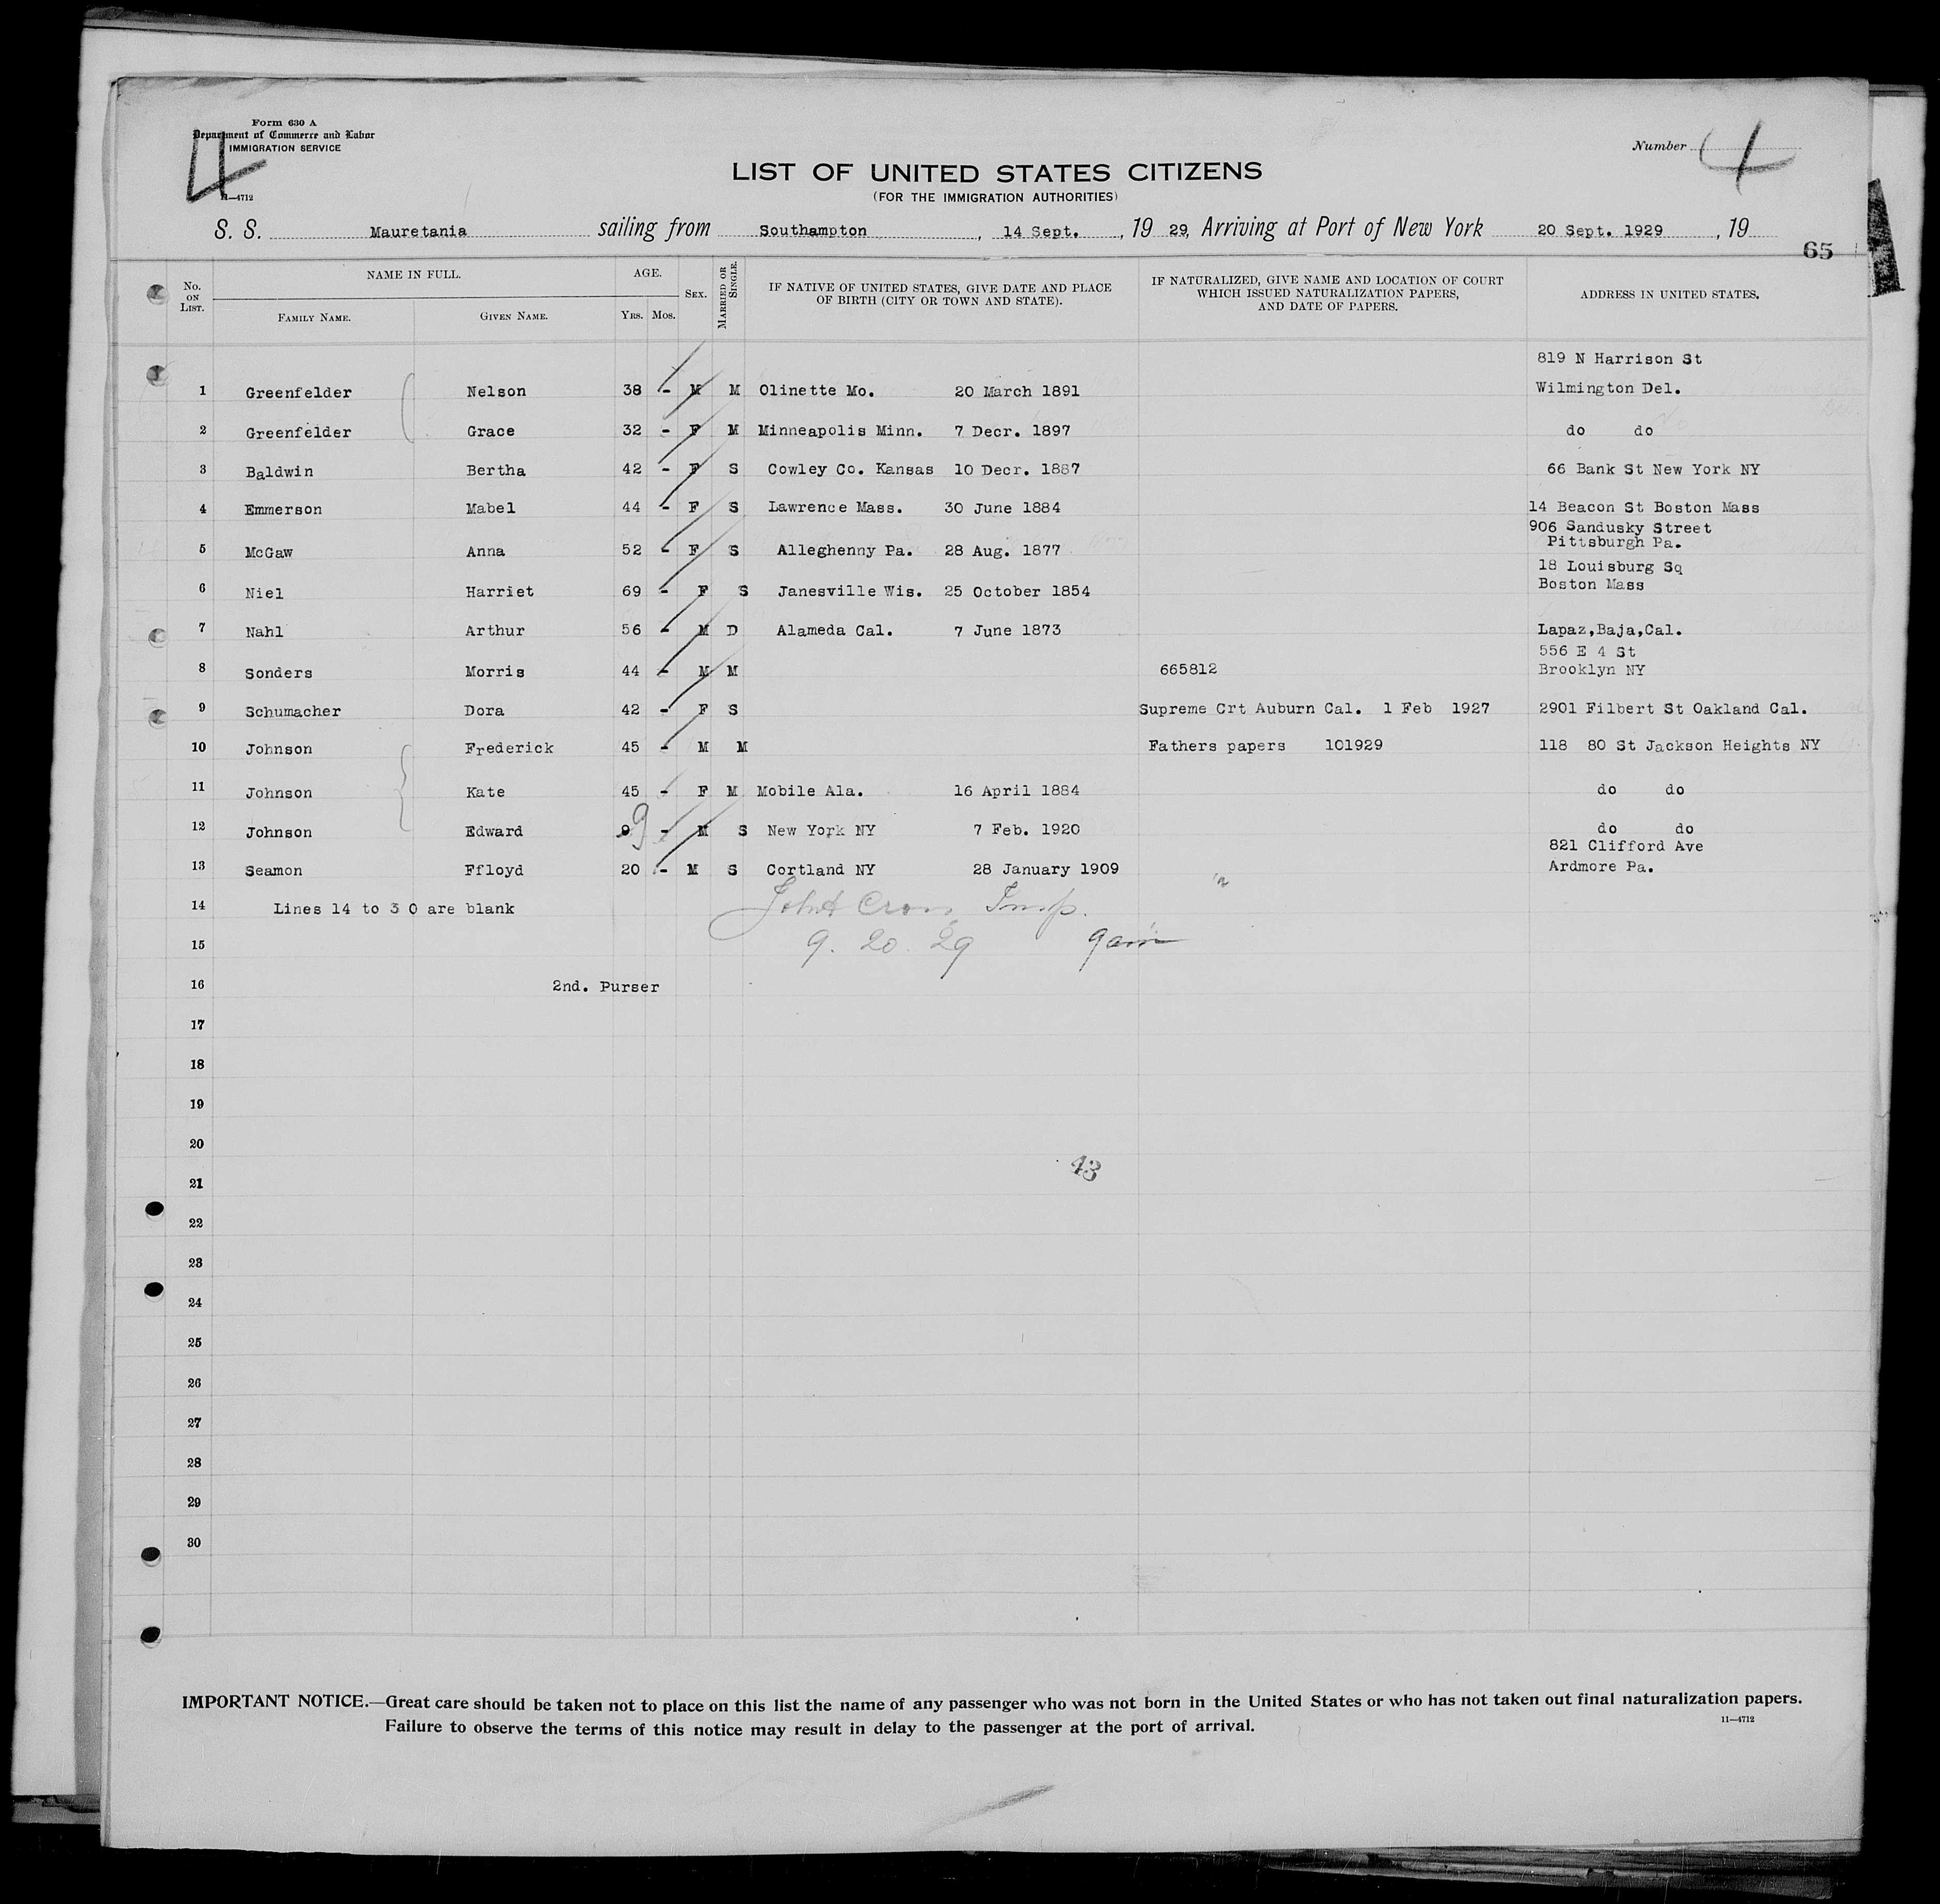 Form 630 A
Department of Commerce and Labor
IMMIGRATION SERVICE
4
11—4712
Number 4
LIST OF UNITED STATES CITIZENS
(FOR THE IMMIGRATION AUTHORITIES)
S. S. Mauretania sailing from Southampton, 14 Sept., 19 29, Arriving at Port of New York 20 Sept. 1929, 19
65
No. ON LIST. NAME IN FULL. AGE. SEX. MARRIED OR SINGLE. IF NATIVE OF UNITED STATES, GIVE DATE AND PLACE OF BIRTH (CITY OR TOWN AND STATE). IF NATURALIZED, GIVE NAME AND LOCATION OF COURT WHICH ISSUED NATURALIZATION PAPERS, AND DATE OF PAPERS. ADDRESS IN UNITED STATES.
FAMILY NAME. GIVEN NAME. YRS. MOS.
819 N Harrison St
1 Greenfelder Nelson 38 - M M Olinette Mo. 20 March 1891 Wilmington Del.
2 Greenfelder Grace 32 - F M Minneapolis Minn. 7 Decr. 1897 do do
3 Baldwin Bertha 42 - F S Cowley Co. Kansas 10 Decr. 1887 66 Bank St New York NY
4 Emmerson Mabel 44 - F S Lawrence Mass. 30 June 1884 14 Beacon St Boston Mass
906 Sandusky Street
5 McGaw Anna 52 - F S Alleghenny Pa. 28 Aug. 1877 Pittsburgh Pa.
18 Louisburg Sq
6 Niel Harriet 69 - F S Janesville Wis. 25 October 1854 Boston Mass
7 Nahl Arthur 56 - M D Alameda Cal. 7 June 1873 Lapaz,Baja,Cal.
556 E 4 St
8 Sonders Morris 44 - M M 665812 Brooklyn NY
9 Schumacher Dora 42 - F S Supreme Crt Auburn Cal. 1 Feb 1927 2901 Filbert St Oakland Cal.
10 Johnson Frederick 45 - M M Fathers papers 101929 118 80 St Jackson Heights NY
11 Johnson Kate 45 - F M Mobile Ala. 16 April 1884 do do
12 Johnson Edward 9 9 - M S New York NY 7 Feb. 1920 do do
821 Clifford Ave
13 Seamon Ffloyd 20 - M S Cortland NY 28 January 1909 Ardmore Pa.
14 Lines 14 to 3 0 are blank Insp.
15 9. 20. 29 9am
16 2nd. Purser
17
18
19
20
43
21
22
23
24
25
26
27
28
29
30
IMPORTANT NOTICE.—Great care should be taken not to place on this list the name of any passenger who was not born in the United States or who has not taken out final naturalization papers.
Failure to observe the terms of this notice may result in delay to the passenger at the port of arrival.
11—4712